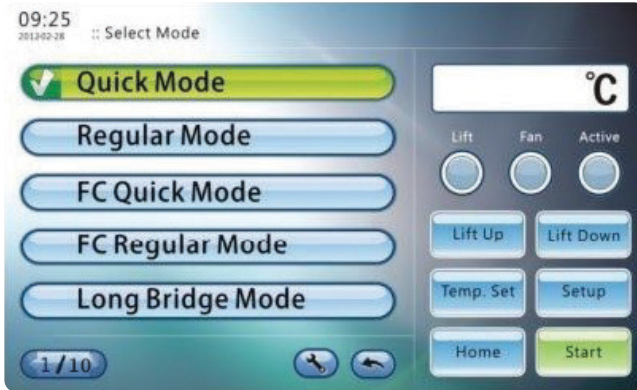 09:25
2013-02-28 :: Select Mode
Quick Mode
Regular Mode
FC Quick Mode
FC Regular Mode
Long Bridge Mode
1/10
℃
Lift Fan Active
Lift Up Lift Down
Temp. Set Setup
Home Start